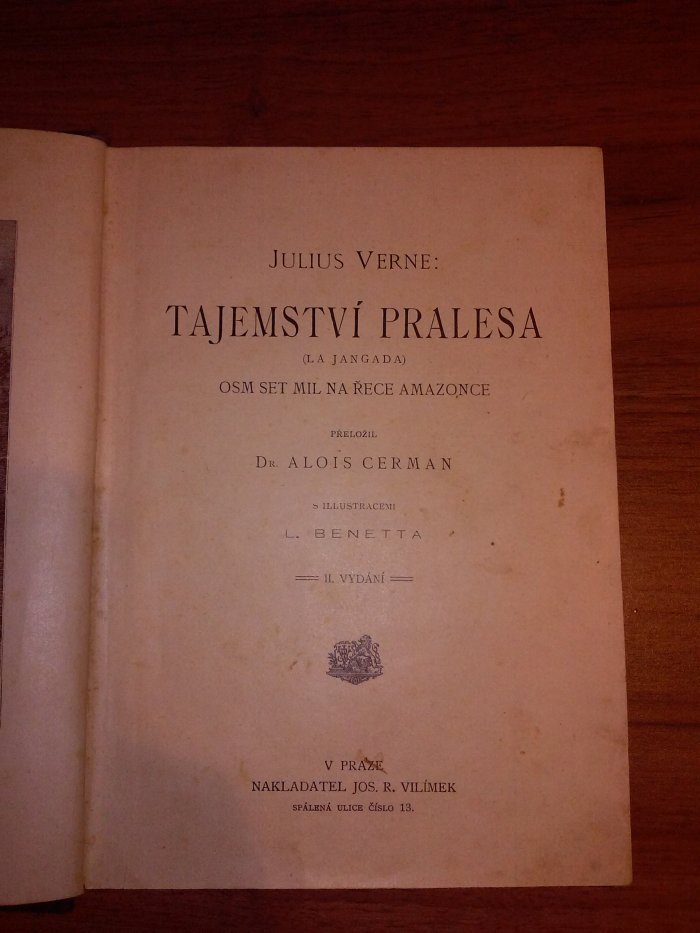 JULIUS VERNE:
TAJEMSTVÍ PRALESA
(LA JANGADA)
OSM SET MIL NA ŘECE AMAZONCE
PŘELOŽIL
DR. ALOIS CERMAN
S ILLUSTRACEMI
L. BENETTA
II. VYDÁNÍ
V PRAZE
NAKLADATEL JOS. R. VILÍMEK
SPÁLENÁ ULICE ČÍSLO 13.